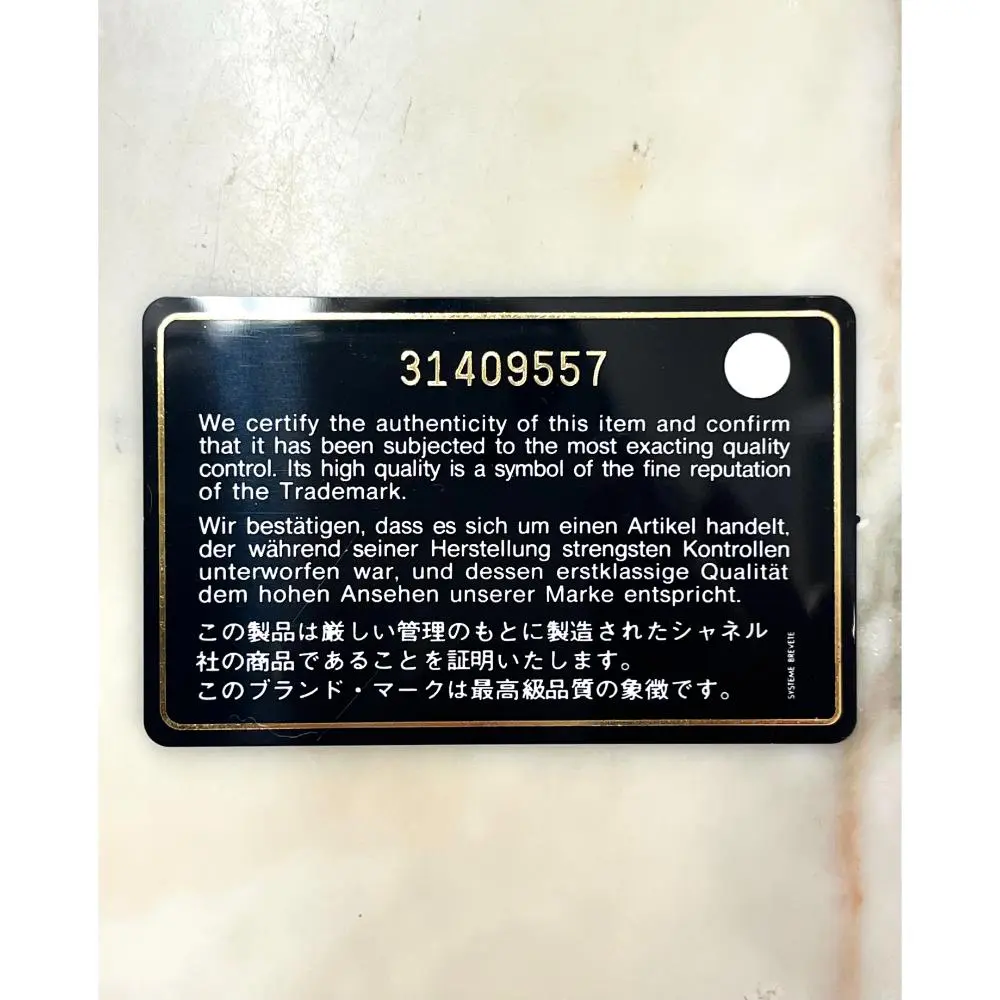 31409557
We certify the authenticity of this item and confirm
that it has been subjected to the most exacting quality
control. Its high quality is a symbol of the fine reputation
of the Trademark.
Wir bestätigen, dass es sich um einen Artikel handelt,
der während seiner Herstellung strengsten Kontrollen
unterworfen war, und dessen erstklassige Qualität
dem hohen Ansehen unserer Marke entspricht.
この製品は厳しい管理のもとに製造されたシャネル
社の商品であることを証明いたします。
このブランド・マークは最高級品質の象徴です。
SYSTEME BREVETE